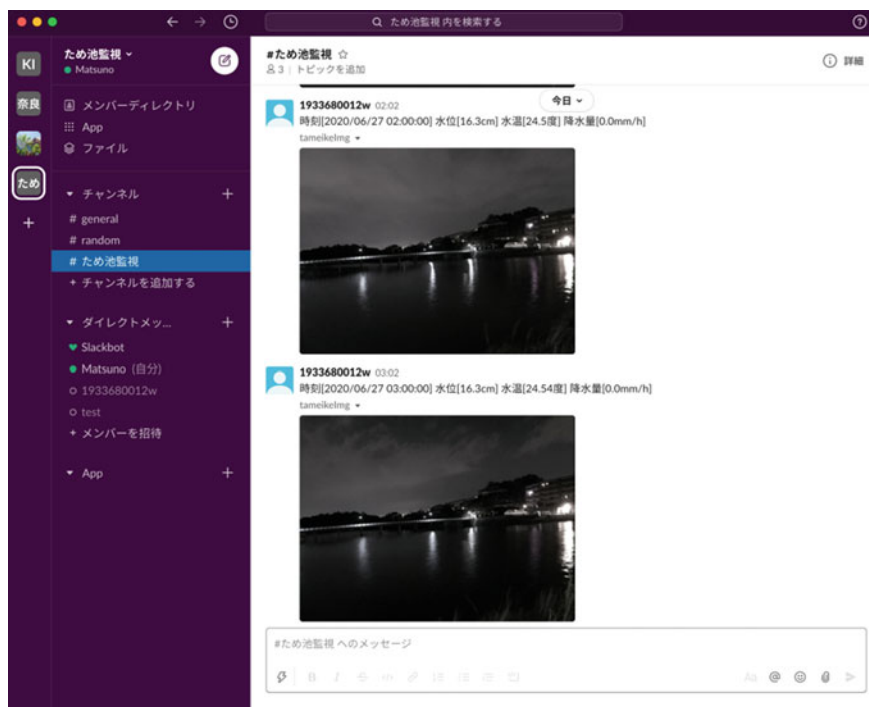 ため池監視 内を検索する
KI
奈良
ため
+
ため池監視
Matsuno
メンバーディレクトリ
App
ファイル
チャンネル +
# general
# random
# ため池監視
+ チャンネルを追加する
ダイレクトメッ... +
Slackbot
Matsuno (自分)
1933680012w
test
+ メンバーを招待
App +
#ため池監視
3 | トピックを追加
詳細
今日
1933680012w 02:02
時刻[2020/06/27 02:00:00] 水位[16.3cm] 水温[24.5度] 降水量[0.0mm/h]
tameikeImg
1933680012w 03:02
時刻[2020/06/27 03:00:00] 水位[16.3cm] 水温[24.54度] 降水量[0.0mm/h]
tameikeImg
#ため池監視 へのメッセージ
B I S </> Aa @